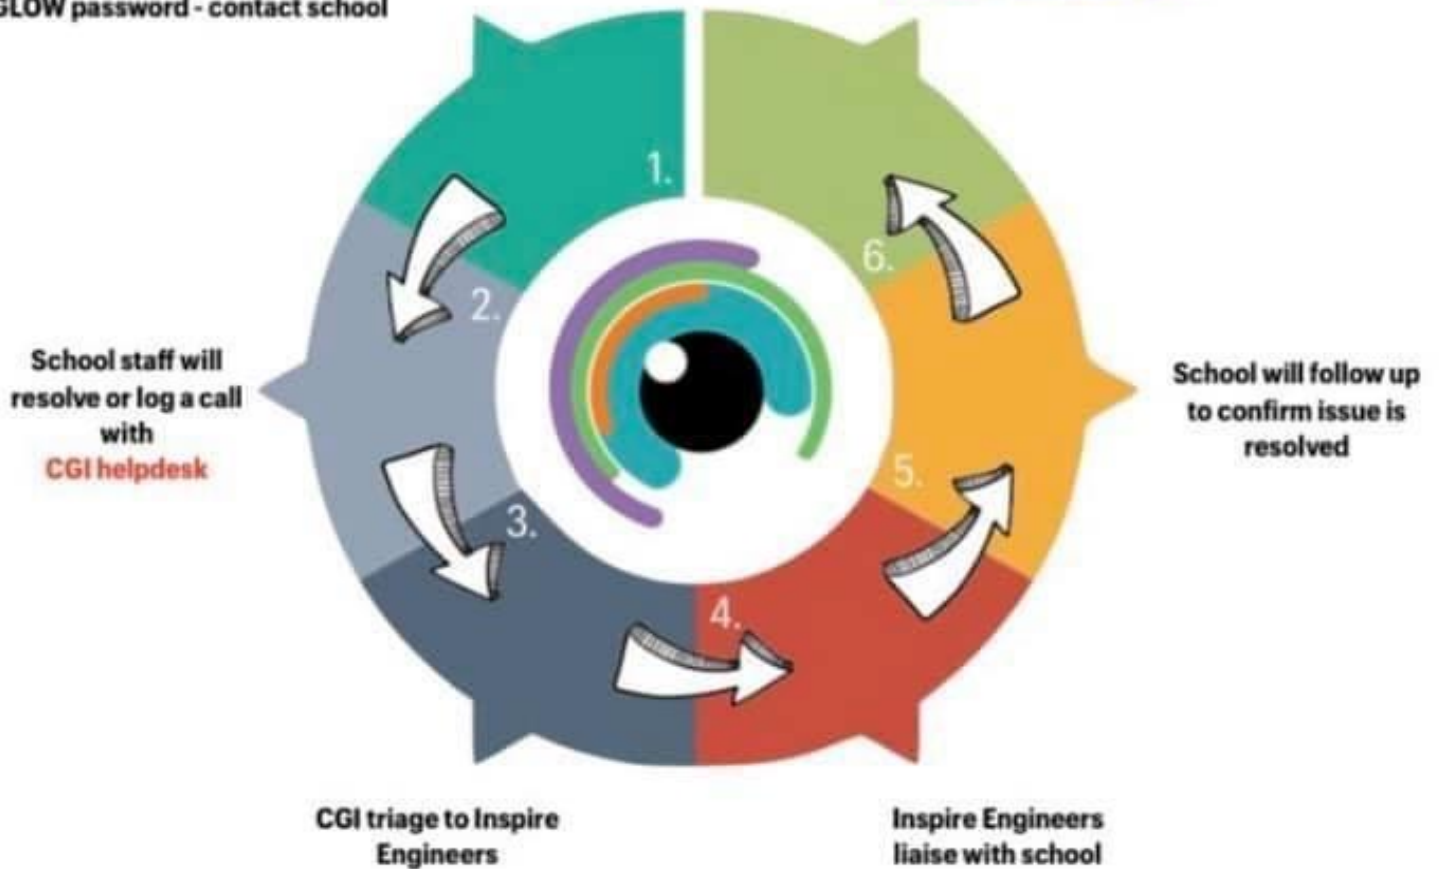 GLOW password - contact school
1.
2.
School staff will
resolve or log a call
with
CGI helpdesk
3.
CGI triage to Inspire
Engineers
4.
Inspire Engineers
liaise with school
5.
School will follow up
to confirm issue is
resolved
6.